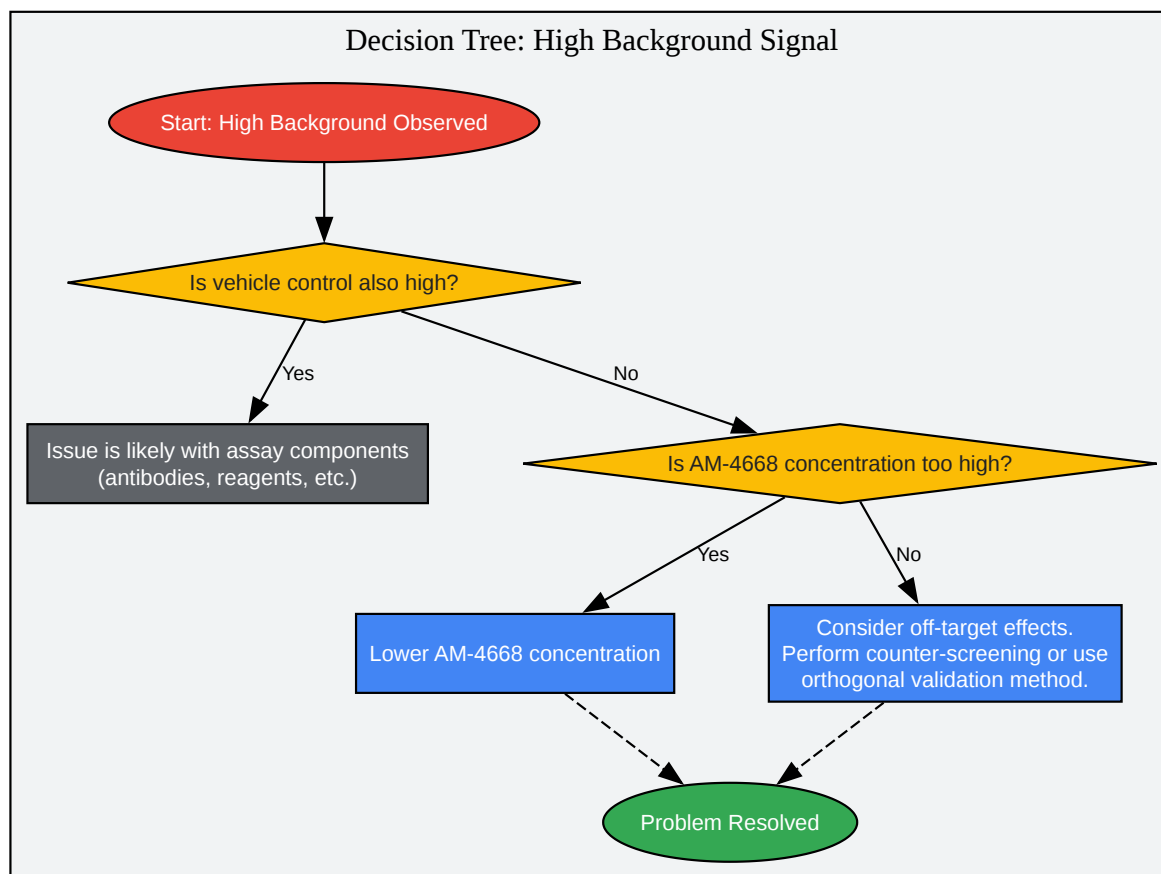 Decision Tree: High Background Signal
Start: High Background Observed
Is vehicle control also high?
Yes
No
Issue is likely with assay components
(antibodies, reagents, etc.)
Is AM-4668 concentration too high?
Yes
No
Lower AM-4668 concentration
Consider off-target effects.
Perform counter-screening or use
orthogonal validation method.
Problem Resolved